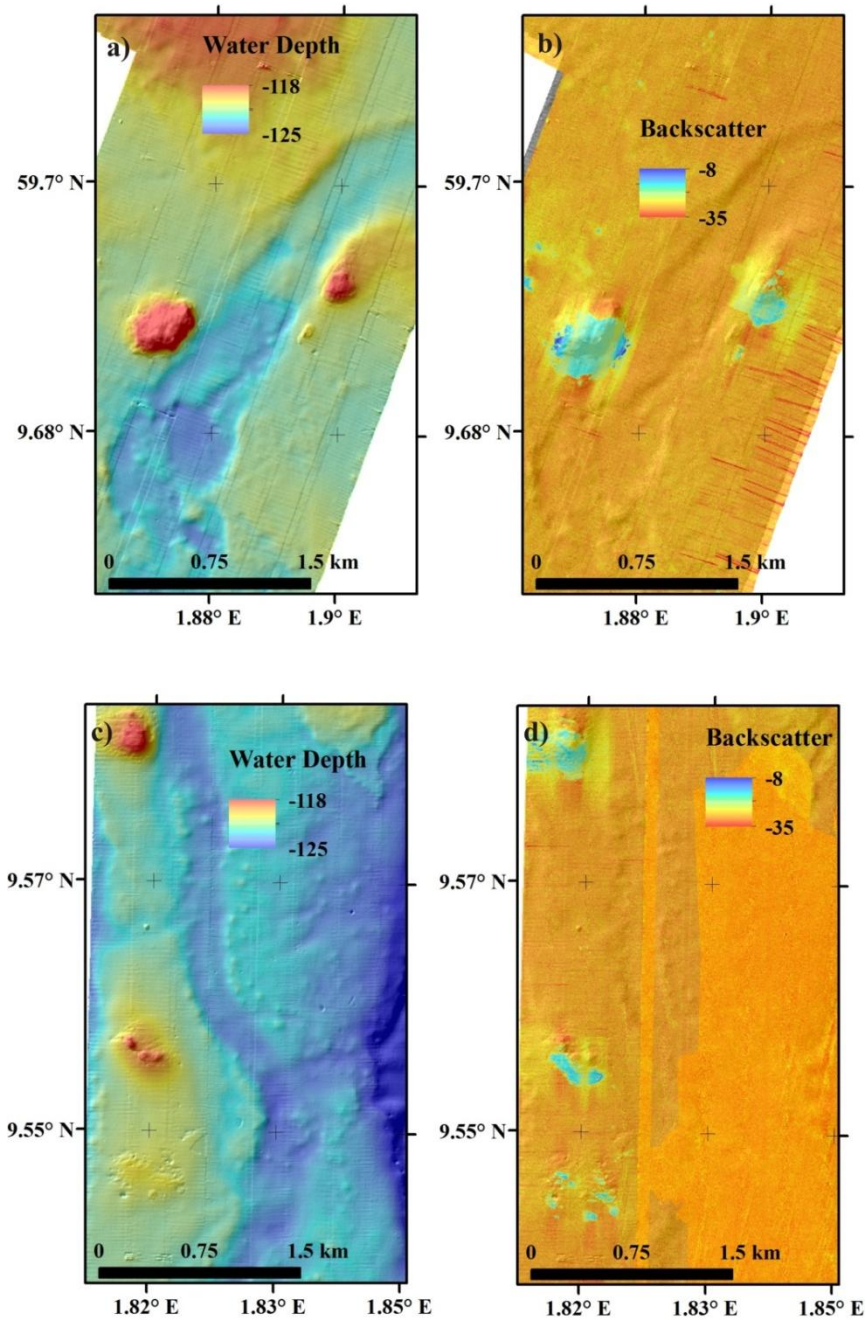 a)
Water Depth
-118
-125
59.7° N
9.68° N
0 0.75 1.5 km
1.88° E 1.9° E
b)
Backscatter
-8
-35
59.7° N
9.68° N
0 0.75 1.5 km
1.88° E 1.9° E
c)
Water Depth
-118
-125
9.57° N
9.55° N
0 0.75 1.5 km
1.82° E 1.83° E 1.85° E
d)
Backscatter
-8
-35
9.57° N
9.55° N
0 0.75 1.5 km
1.82° E 1.83° E 1.85° E